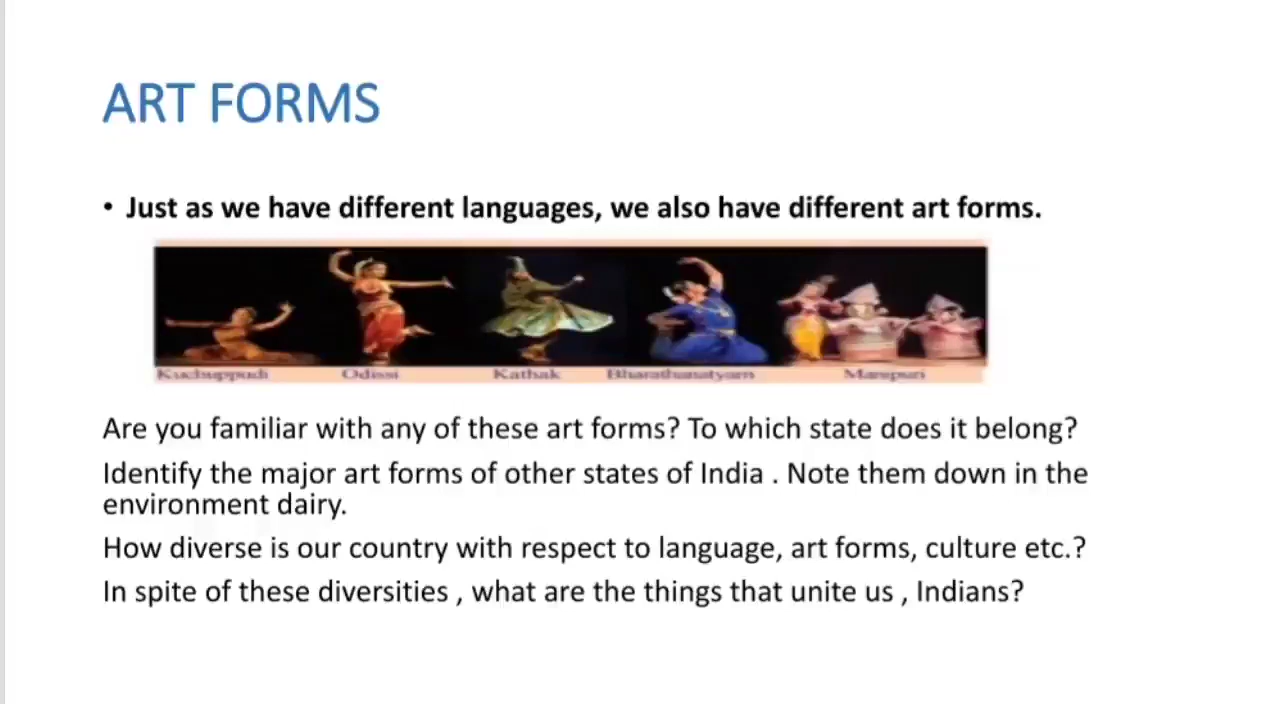 ART FORMS
• Just as we have different languages, we also have different art forms.
Kuchuppudi Odissi Kathak Bharathanatyam Manipuri
Are you familiar with any of these art forms? To which state does it belong?
Identify the major art forms of other states of India . Note them down in the
environment dairy.
How diverse is our country with respect to language, art forms, culture etc.?
In spite of these diversities , what are the things that unite us , Indians?